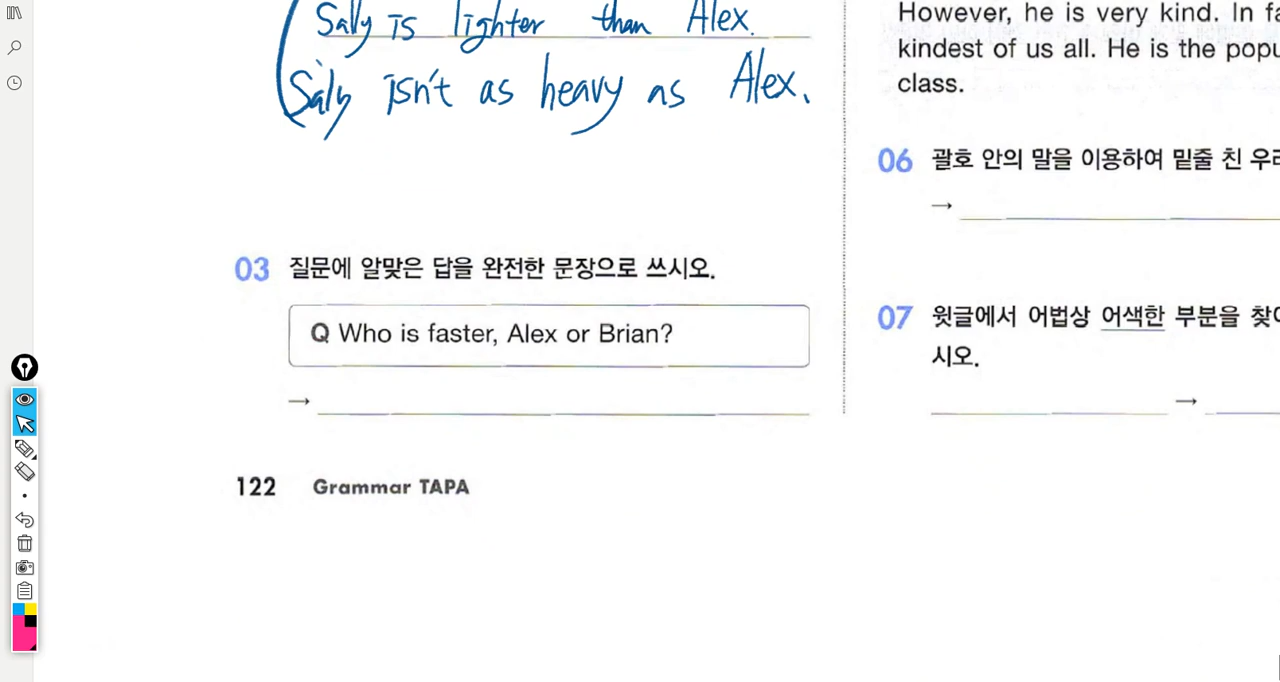 Sally is lighter than Alex.
Sally isn't as heavy as Alex.
03 질문에 알맞은 답을 완전한 문장으로 쓰시오.
Q Who is faster, Alex or Brian?
→
122 Grammar TAPA
However, he is very kind. In fa
kindest of us all. He is the popu
class.
06 괄호 안의 말을 이용하여 밑줄 친 우리
→
07 윗글에서 어법상 어색한 부분을 찾아
시오.
→